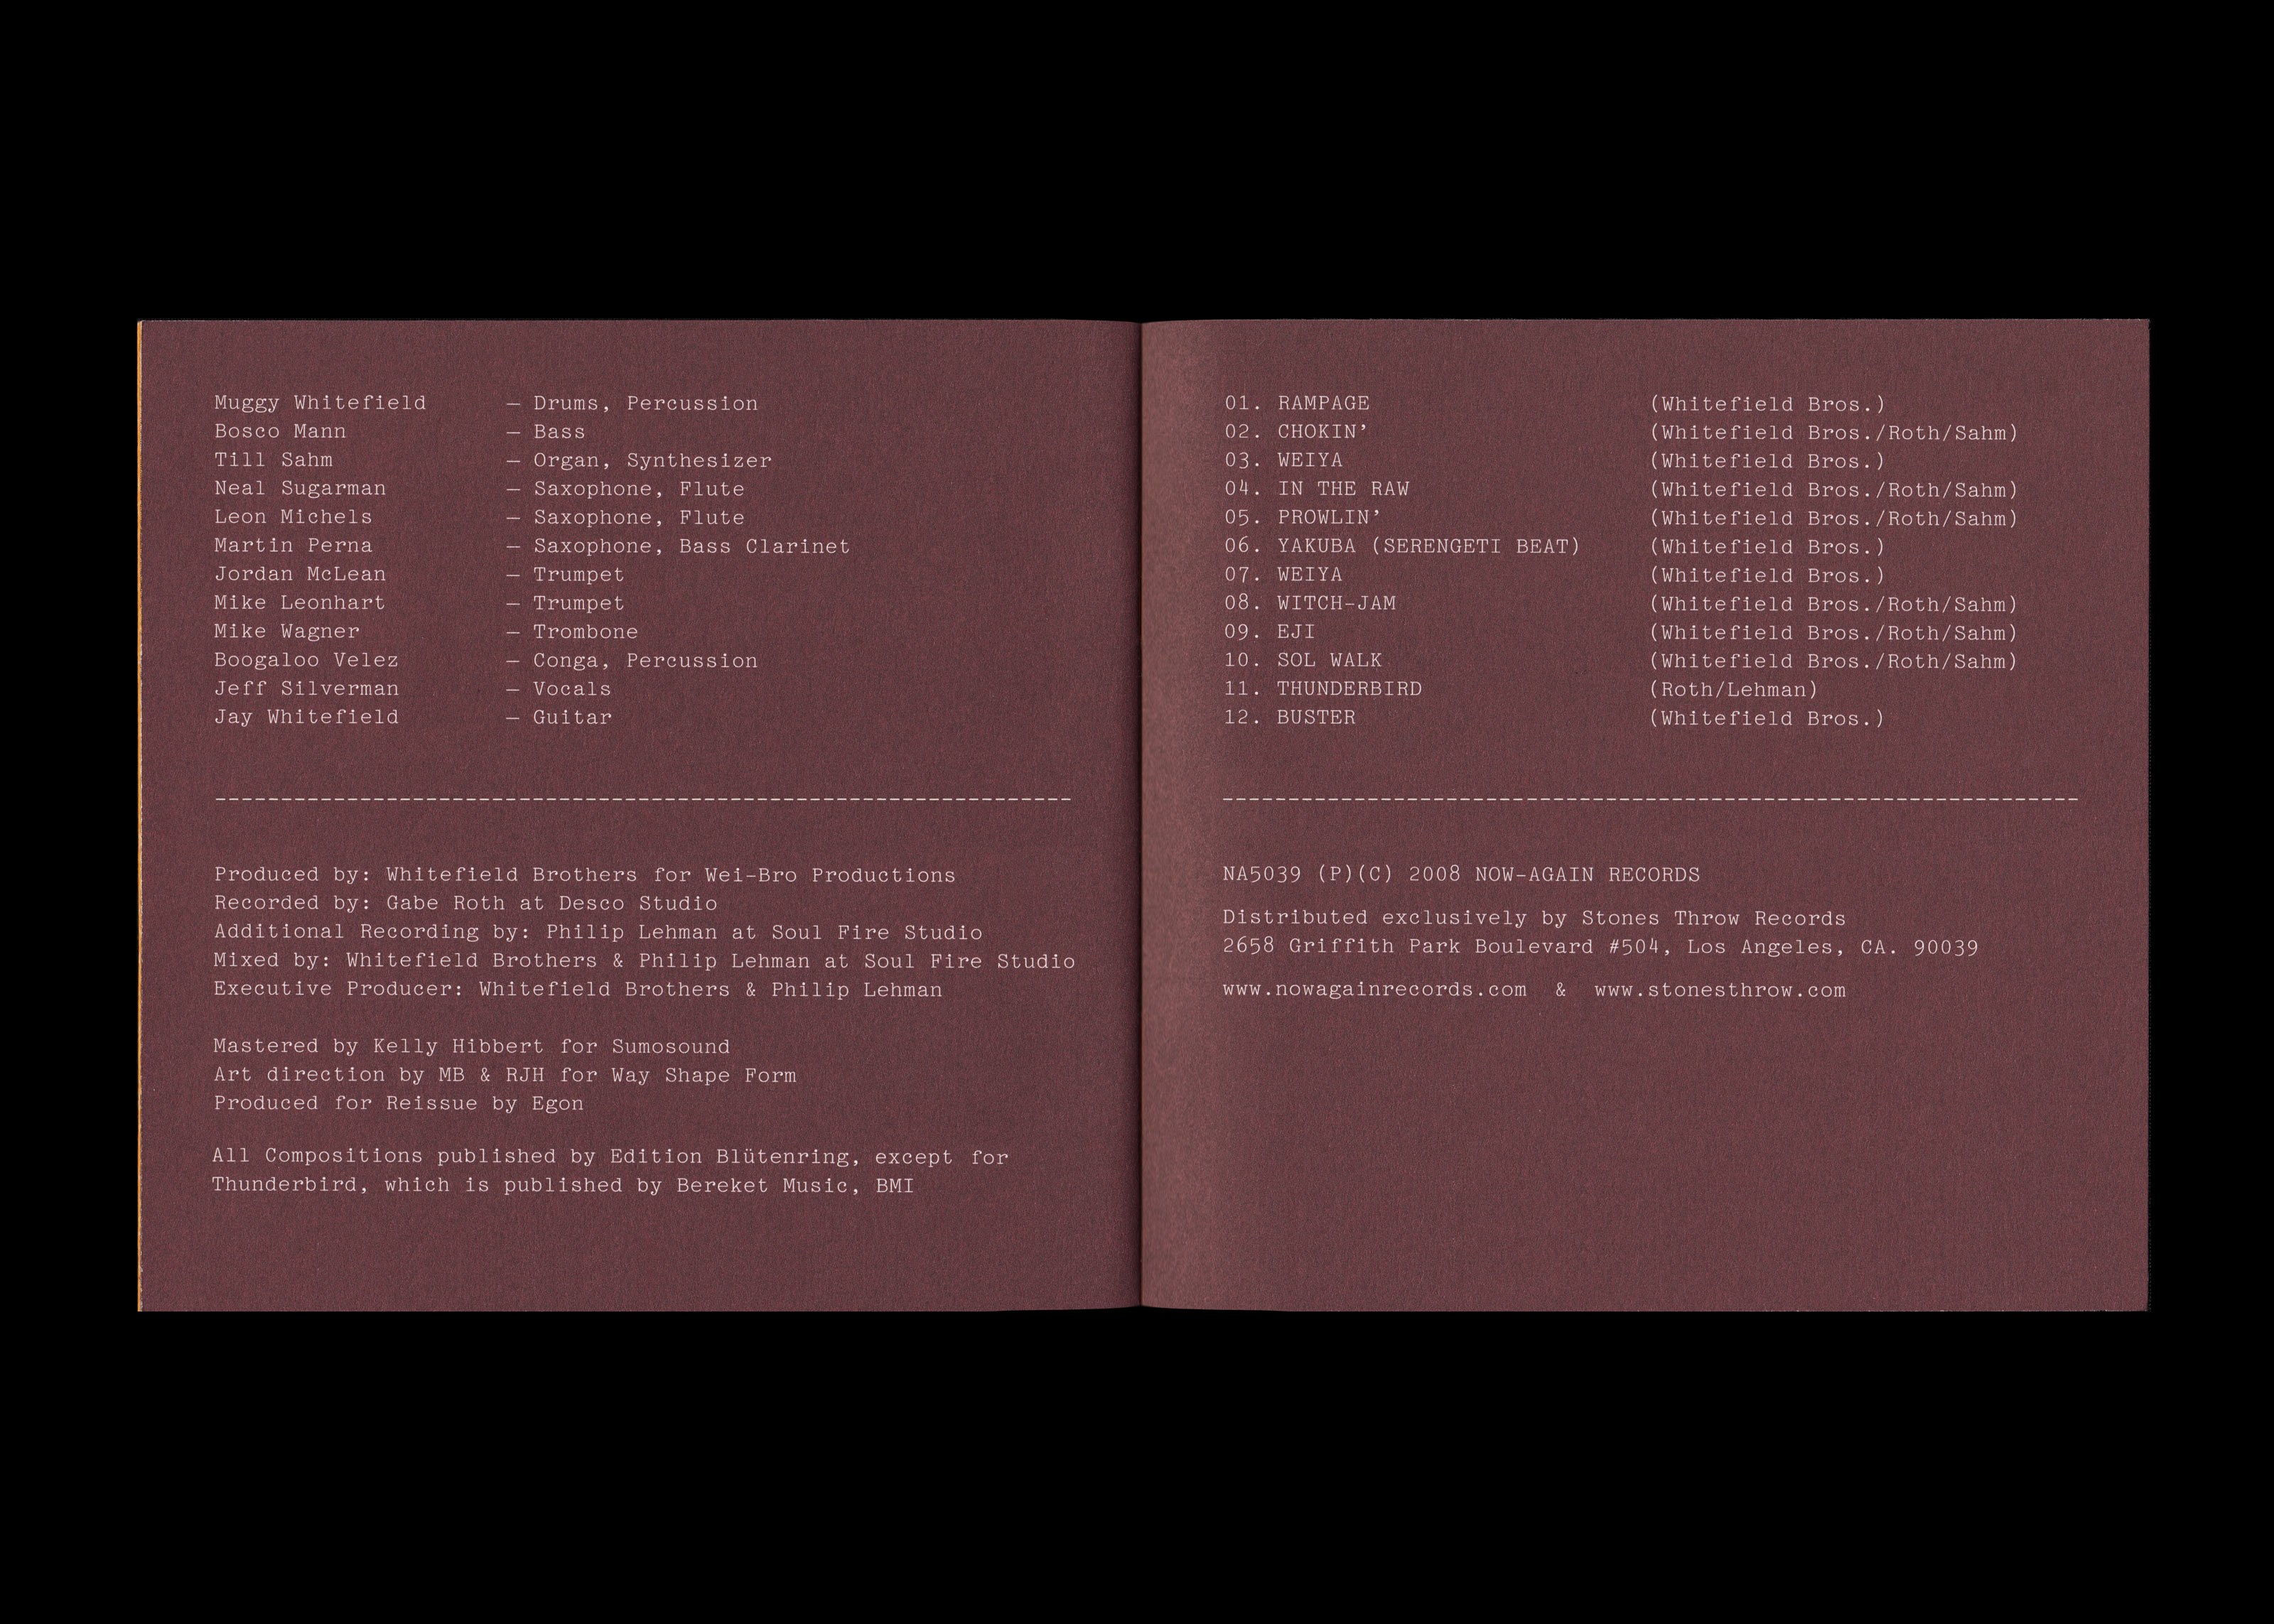 Muggy Whitefield — Drums, Percussion
Bosco Mann — Bass
Till Sahm — Organ, Synthesizer
Neal Sugarman — Saxophone, Flute
Leon Michels — Saxophone, Flute
Martin Perna — Saxophone, Bass Clarinet
Jordan McLean — Trumpet
Mike Leonhart — Trumpet
Mike Wagner — Trombone
Boogaloo Velez — Conga, Percussion
Jeff Silverman — Vocals
Jay Whitefield — Guitar
Produced by: Whitefield Brothers for Wei-Bro Productions
Recorded by: Gabe Roth at Desco Studio
Additional Recording by: Philip Lehman at Soul Fire Studio
Mixed by: Whitefield Brothers & Philip Lehman at Soul Fire Studio
Executive Producer: Whitefield Brothers & Philip Lehman
Mastered by Kelly Hibbert for Sumosound
Art direction by MB & RJH for Way Shape Form
Produced for Reissue by Egon
All Compositions published by Edition Blütenring, except for
Thunderbird, which is published by Bereket Music, BMI
01. RAMPAGE (Whitefield Bros.)
02. CHOKIN’ (Whitefield Bros./Roth/Sahm)
03. WEIYA (Whitefield Bros.)
04. IN THE RAW (Whitefield Bros./Roth/Sahm)
05. PROWLIN’ (Whitefield Bros./Roth/Sahm)
06. YAKUBA (SERENGETI BEAT) (Whitefield Bros.)
07. WEIYA (Whitefield Bros.)
08. WITCH-JAM (Whitefield Bros./Roth/Sahm)
09. EJI (Whitefield Bros./Roth/Sahm)
10. SOL WALK (Whitefield Bros./Roth/Sahm)
11. THUNDERBIRD (Roth/Lehman)
12. BUSTER (Whitefield Bros.)
NA5039 (P)(C) 2008 NOW-AGAIN RECORDS
Distributed exclusively by Stones Throw Records
2658 Griffith Park Boulevard #504, Los Angeles, CA. 90039
www.nowagainrecords.com & www.stonesthrow.com